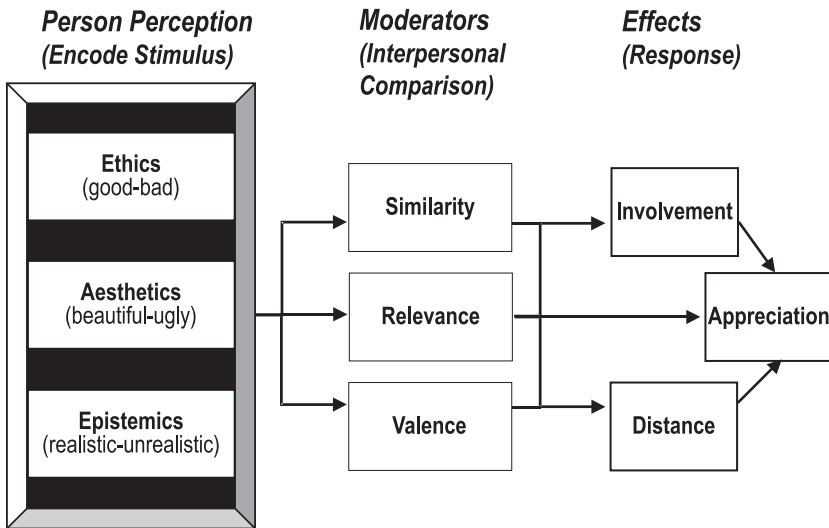 Person Perception
(Encode Stimulus)
Moderators
(Interpersonal
Comparison)
Effects
(Response)
Ethics
(good-bad)
Aesthetics
(beautiful-ugly)
Epistemics
(realistic-unrealistic)
Similarity
Relevance
Valence
Involvement
Appreciation
Distance